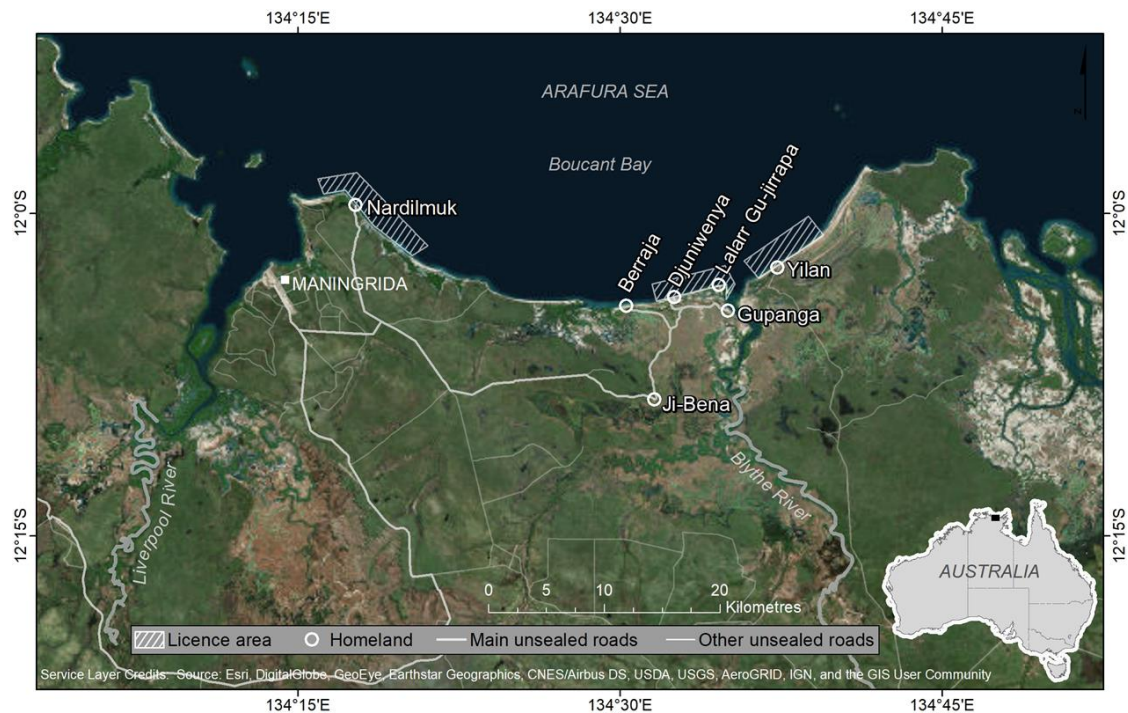 134°15'E
134°30'E
134°45'E
ARAFURA SEA
Boucant Bay
12°0'S
12°0'S
Nardilmuk
MANINGRIDA
Berraja
Djuniwenya
Lalarr Gu-jirrapa
Yilan
Gupanga
Ji-Bena
Liverpool River
Blythe River
12°15'S
12°15'S
AUSTRALIA
0 5 10 20
Kilometres
Licence area
Homeland
Main unsealed roads
Other unsealed roads
Service Layer Credits: Source: Esri, DigitalGlobe, GeoEye, Earthstar Geographics, CNES/Airbus DS, USDA, USGS, AeroGRID, IGN, and the GIS User Community
134°15'E
134°30'E
134°45'E